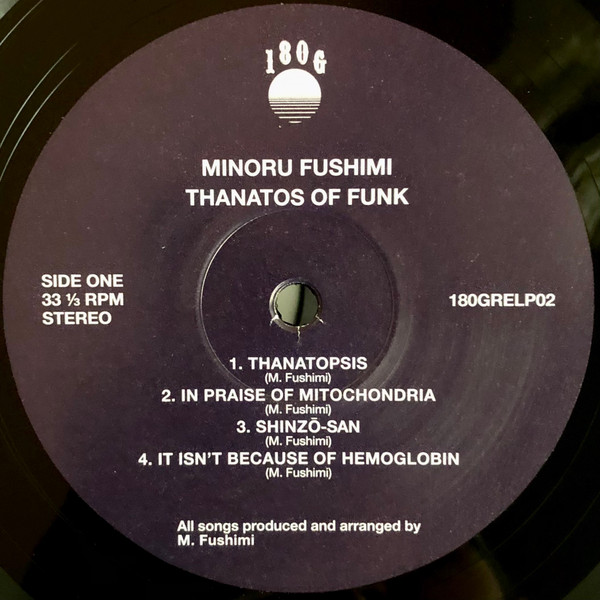 180G
MINORU FUSHIMI
THANATOS OF FUNK
SIDE ONE
33 ⅓ RPM
STEREO
180GRELP02
1. THANATOPSIS
(M. Fushimi)
2. IN PRAISE OF MITOCHONDRIA
(M. Fushimi)
3. SHINZŌ-SAN
(M. Fushimi)
4. IT ISN'T BECAUSE OF HEMOGLOBIN
(M. Fushimi)
All songs produced and arranged by
M. Fushimi